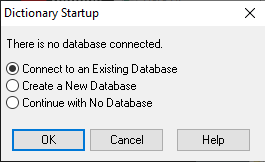 Dictionary Startup
There is no database connected.
Connect to an Existing Database
Create a New Database
Continue with No Database
OK Cancel Help